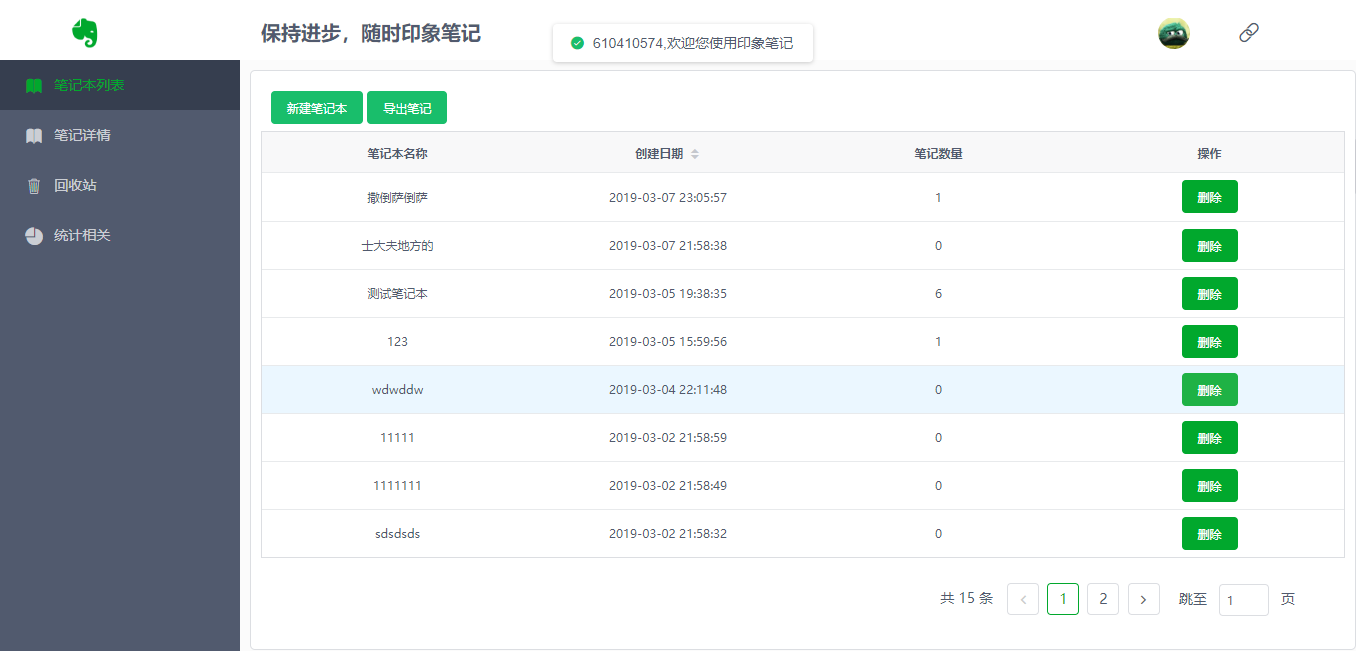 保持进步，随时印象笔记
610410574,欢迎您使用印象笔记
笔记本列表
笔记详情
回收站
统计相关
新建笔记本 导出笔记
笔记本名称 创建日期 笔记数量 操作
撒倒萨倒萨 2019-03-07 23:05:57 1 删除
士大夫地方的 2019-03-07 21:58:38 0 删除
测试笔记本 2019-03-05 19:38:35 6 删除
123 2019-03-05 15:59:56 1 删除
wdwddw 2019-03-04 22:11:48 0 删除
11111 2019-03-02 21:58:59 0 删除
1111111 2019-03-02 21:58:49 0 删除
sdsdsds 2019-03-02 21:58:32 0 删除
共 15 条 1 2 跳至 1 页